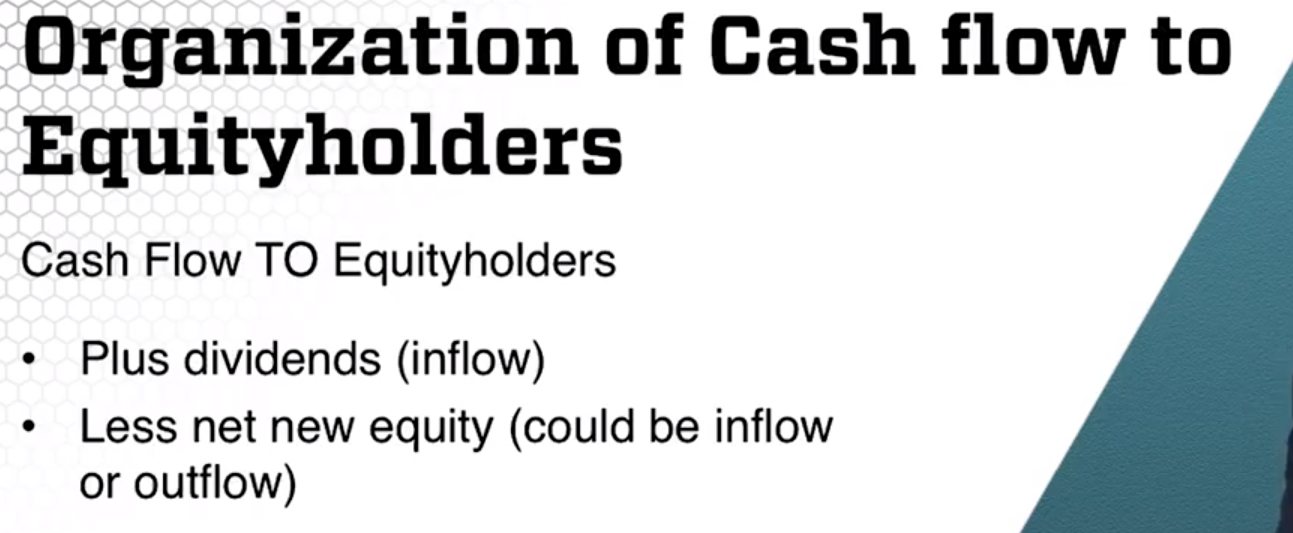 Organization of Cash flow to
Equityholders
Cash Flow TO Equityholders
• Plus dividends (inflow)
• Less net new equity (could be inflow
or outflow)